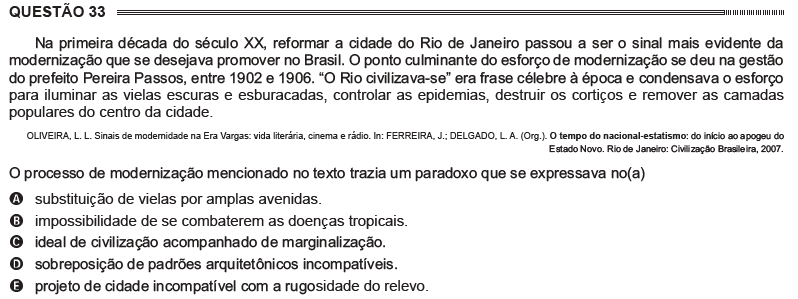 QUESTÃO 33
Na primeira década do século XX, reformar a cidade do Rio de Janeiro passou a ser o sinal mais evidente da
modernização que se desejava promover no Brasil. O ponto culminante do esforço de modernização se deu na gestão
do prefeito Pereira Passos, entre 1902 e 1906. “O Rio civilizava-se” era frase célebre à época e condensava o esforço
para iluminar as vielas escuras e esburacadas, controlar as epidemias, destruir os cortiços e remover as camadas
populares do centro da cidade.
OLIVEIRA, L. L. Sinais de modernidade na Era Vargas: vida literária, cinema e rádio. In: FERREIRA, J.; DELGADO, L. A. (Org.). O tempo do nacional-estatismo: do início ao apogeu do
Estado Novo. Rio de Janeiro: Civilização Brasileira, 2007.
O processo de modernização mencionado no texto trazia um paradoxo que se expressava no(a)
A substituição de vielas por amplas avenidas.
B impossibilidade de se combaterem as doenças tropicais.
C ideal de civilização acompanhado de marginalização.
D sobreposição de padrões arquitetônicos incompatíveis.
E projeto de cidade incompatível com a rugosidade do relevo.